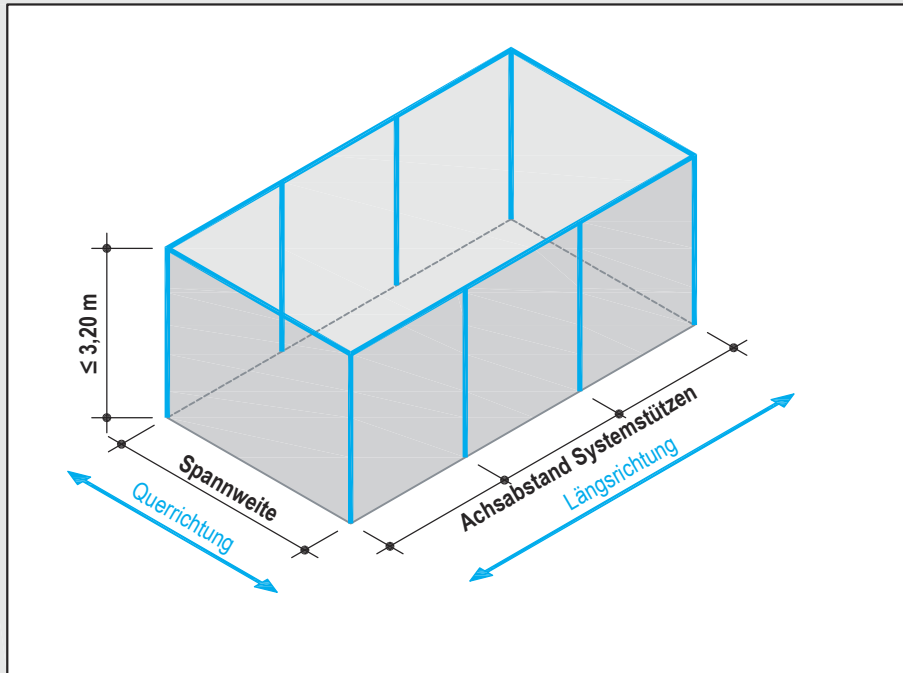 ≤ 3,20 m
Spannweite
Querrichtung
Achsabstand Systemstützen
Längsrichtung